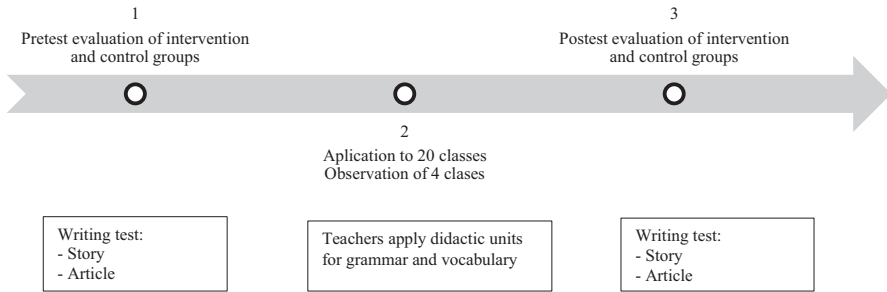 1
Pretest evaluation of intervention
and control groups
3
Postest evaluation of intervention
and control groups
2
Aplication to 20 classes
Observation of 4 clases
Writing test:
- Story
- Article
Teachers apply didactic units
for grammar and vocabulary
Writing test:
- Story
- Article